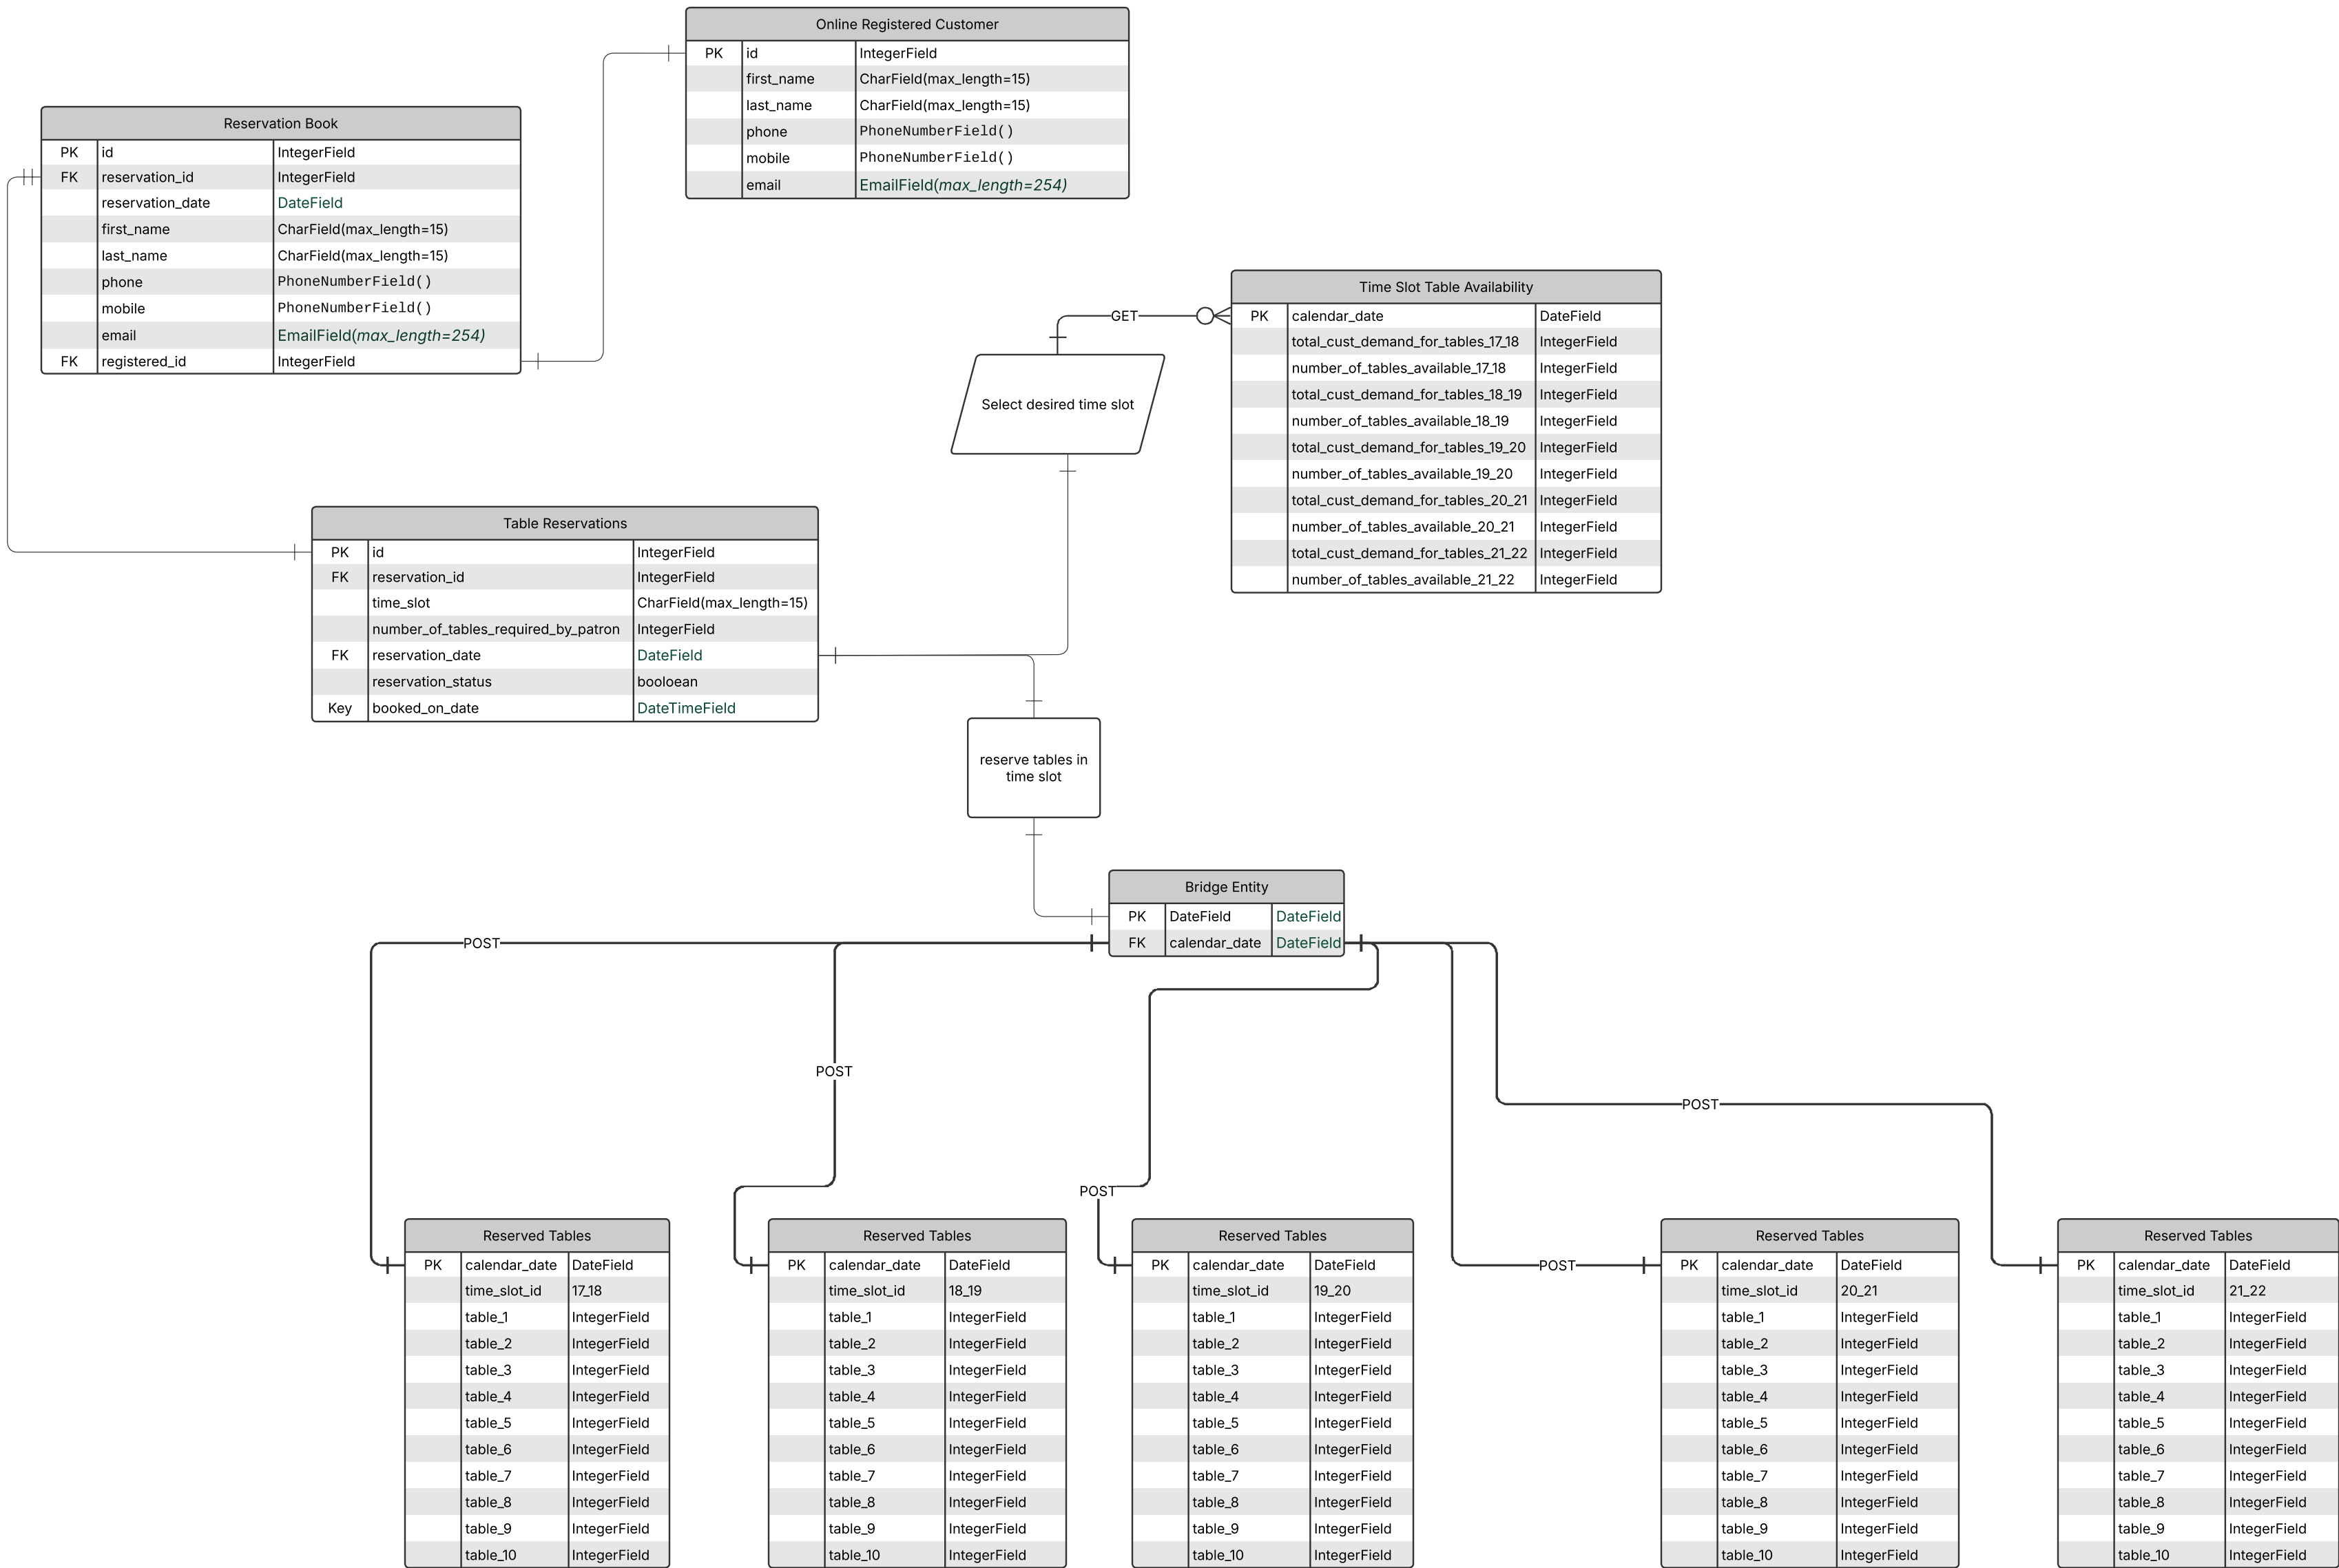 Online Registered Customer
PK id IntegerField
first_name CharField(max_length=15)
last_name CharField(max_length=15)
phone PhoneNumberField()
mobile PhoneNumberField()
email EmailField(max_length=254)
Reservation Book
PK id IntegerField
FK reservation_id IntegerField
reservation_date DateField
first_name CharField(max_length=15)
last_name CharField(max_length=15)
phone PhoneNumberField()
mobile PhoneNumberField()
email EmailField(max_length=254)
FK registered_id IntegerField
Time Slot Table Availability
PK calendar_date DateField
total_cust_demand_for_tables_17_18 IntegerField
number_of_tables_available_17_18 IntegerField
total_cust_demand_for_tables_18_19 IntegerField
number_of_tables_available_18_19 IntegerField
total_cust_demand_for_tables_19_20 IntegerField
number_of_tables_available_19_20 IntegerField
total_cust_demand_for_tables_20_21 IntegerField
number_of_tables_available_20_21 IntegerField
total_cust_demand_for_tables_21_22 IntegerField
number_of_tables_available_21_22 IntegerField
GET
Select desired time slot
Table Reservations
PK id IntegerField
FK reservation_id IntegerField
time_slot CharField(max_length=15)
number_of_tables_required_by_patron IntegerField
FK reservation_date DateField
reservation_status booloean
Key booked_on_date DateTimeField
reserve tables in
time slot
Bridge Entity
PK DateField DateField
FK calendar_date DateField
POST
POST
POST
POST
POST
Reserved Tables
PK calendar_date DateField
time_slot_id 17_18
table_1 IntegerField
table_2 IntegerField
table_3 IntegerField
table_4 IntegerField
table_5 IntegerField
table_6 IntegerField
table_7 IntegerField
table_8 IntegerField
table_9 IntegerField
table_10 IntegerField
Reserved Tables
PK calendar_date DateField
time_slot_id 18_19
table_1 IntegerField
table_2 IntegerField
table_3 IntegerField
table_4 IntegerField
table_5 IntegerField
table_6 IntegerField
table_7 IntegerField
table_8 IntegerField
table_9 IntegerField
table_10 IntegerField
Reserved Tables
PK calendar_date DateField
time_slot_id 19_20
table_1 IntegerField
table_2 IntegerField
table_3 IntegerField
table_4 IntegerField
table_5 IntegerField
table_6 IntegerField
table_7 IntegerField
table_8 IntegerField
table_9 IntegerField
table_10 IntegerField
Reserved Tables
PK calendar_date DateField
time_slot_id 20_21
table_1 IntegerField
table_2 IntegerField
table_3 IntegerField
table_4 IntegerField
table_5 IntegerField
table_6 IntegerField
table_7 IntegerField
table_8 IntegerField
table_9 IntegerField
table_10 IntegerField
Reserved Tables
PK calendar_date DateField
time_slot_id 21_22
table_1 IntegerField
table_2 IntegerField
table_3 IntegerField
table_4 IntegerField
table_5 IntegerField
table_6 IntegerField
table_7 IntegerField
table_8 IntegerField
table_9 IntegerField
table_10 IntegerField